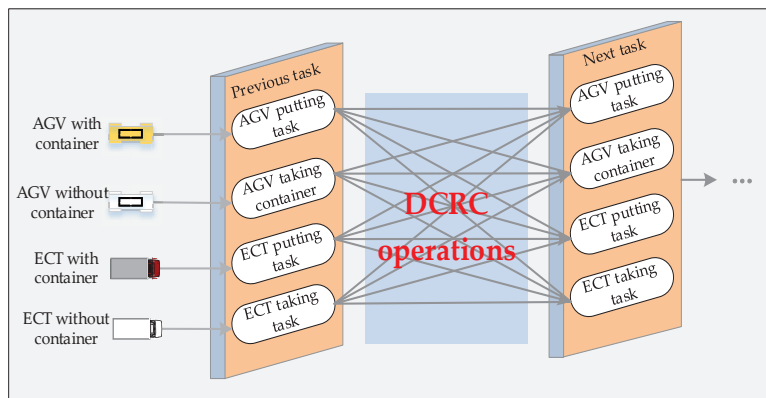 AGV with
container
AGV without
container
ECT with
container
ECT without
container
Previous task
AGV putting
task
AGV taking
container
ECT putting
task
ECT taking
task
DCRC
operations
Next task
AGV putting
task
AGV taking
container
ECT putting
task
ECT taking
task
...